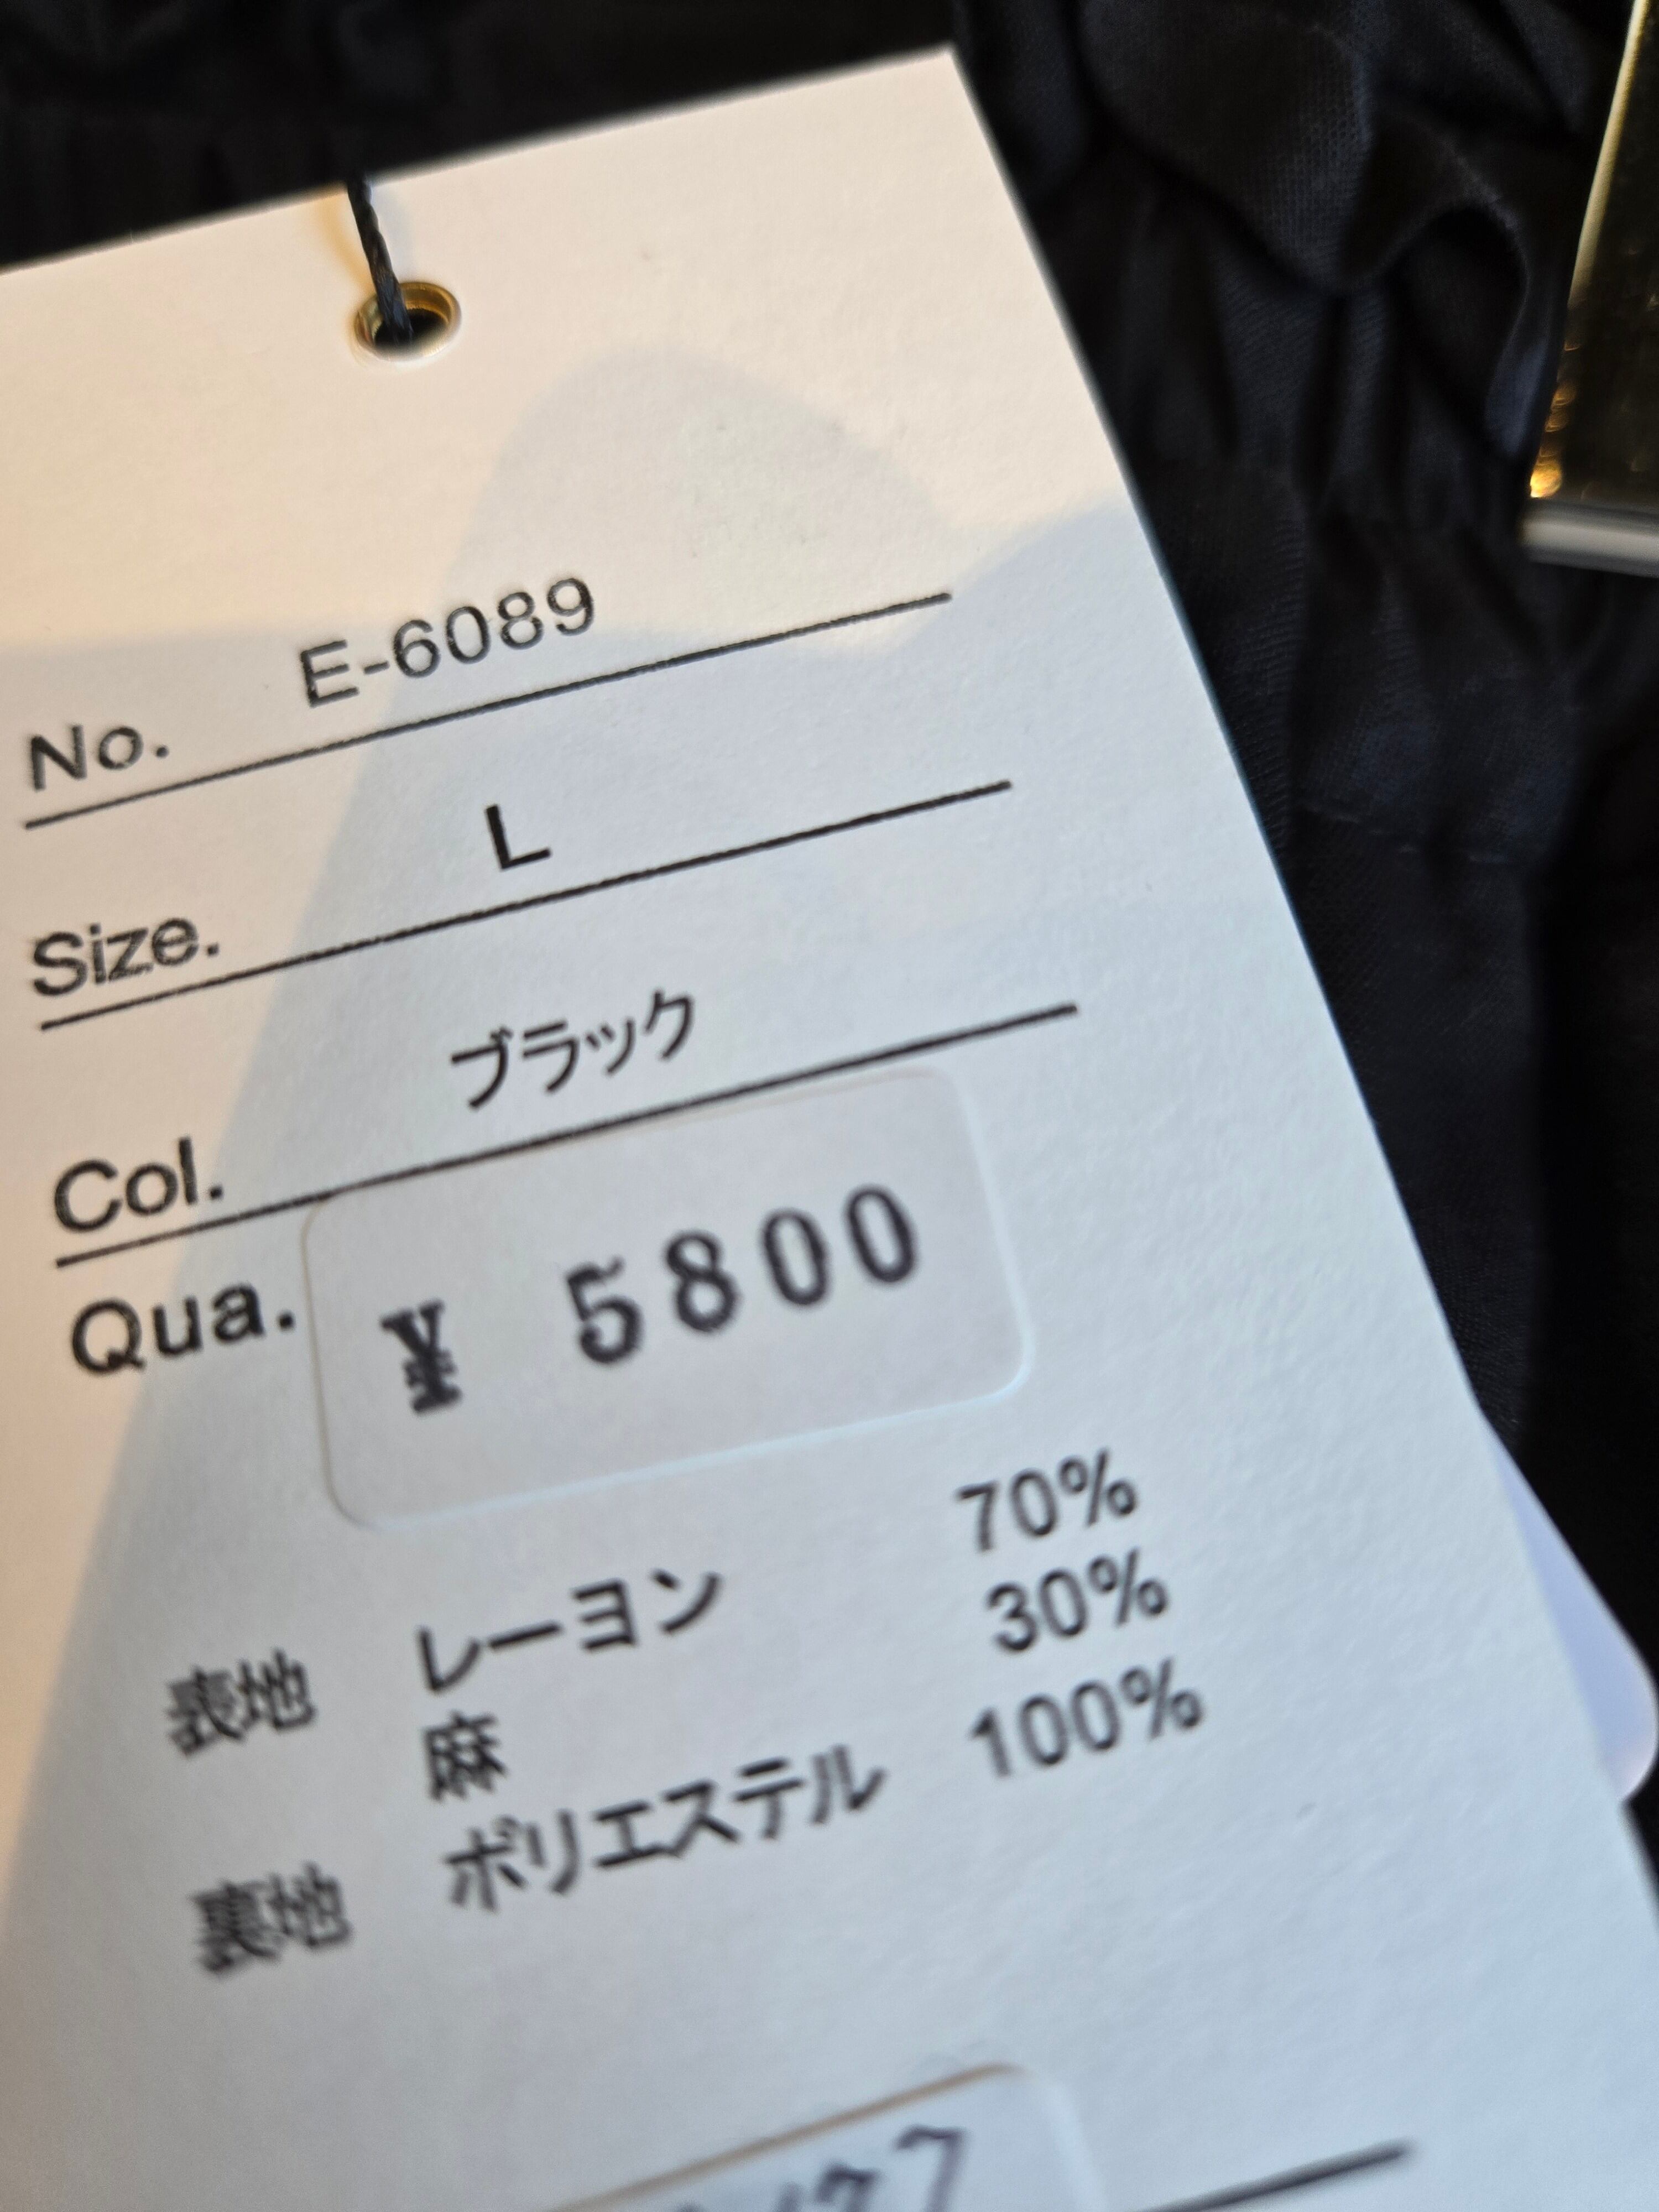 No. E-6089
Size. L
Col. ブラック
Qua.
¥ 5800
表地 レーヨン 70%
麻 30%
裏地 ポリエステル 100%